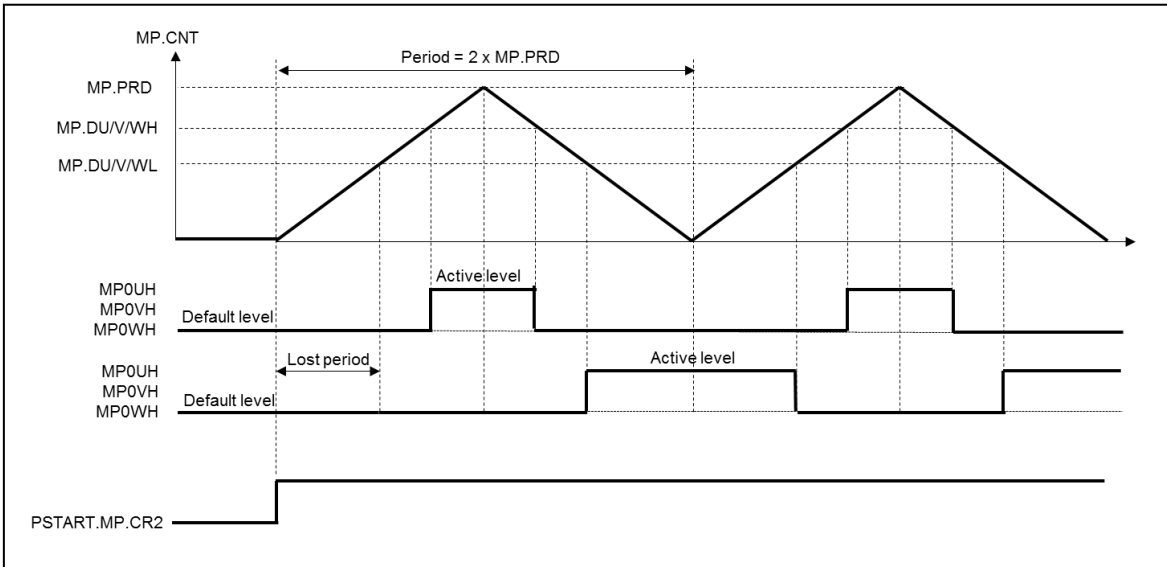 MP.CNT
Period = 2 x MP.PRD
MP.PRD
MP.DU/V/WH
MP.DU/V/WL
Active level
MP0UH
MP0VH
MP0WH
Default level
Lost period
Active level
MP0UH
MP0VH
MP0WH
Default level
PSTART.MP.CR2